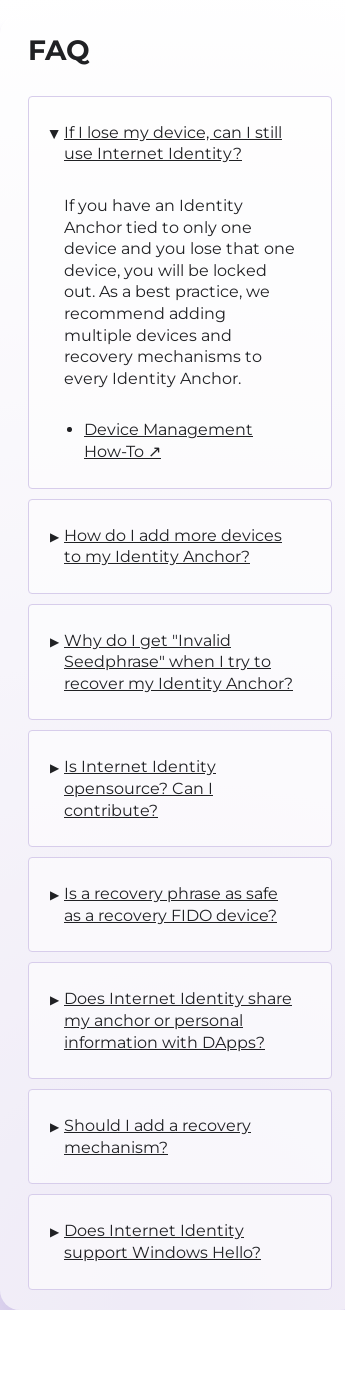 FAQ
▼ If I lose my device, can I still
use Internet Identity?
If you have an Identity
Anchor tied to only one
device and you lose that one
device, you will be locked
out. As a best practice, we
recommend adding
multiple devices and
recovery mechanisms to
every Identity Anchor.
• Device Management
How-To ↗
▶ How do I add more devices
to my Identity Anchor?
▶ Why do I get "Invalid
Seedphrase" when I try to
recover my Identity Anchor?
▶ Is Internet Identity
opensource? Can I
contribute?
▶ Is a recovery phrase as safe
as a recovery FIDO device?
▶ Does Internet Identity share
my anchor or personal
information with DApps?
▶ Should I add a recovery
mechanism?
▶ Does Internet Identity
support Windows Hello?